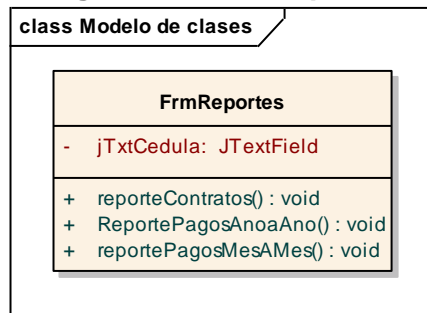 class Modelo de clases
FrmReportes
- jTxtCedula: JTextField
+ reporteContratos() : void
+ ReportePagosAnoaAno() : void
+ reportePagosMesAMes() : void